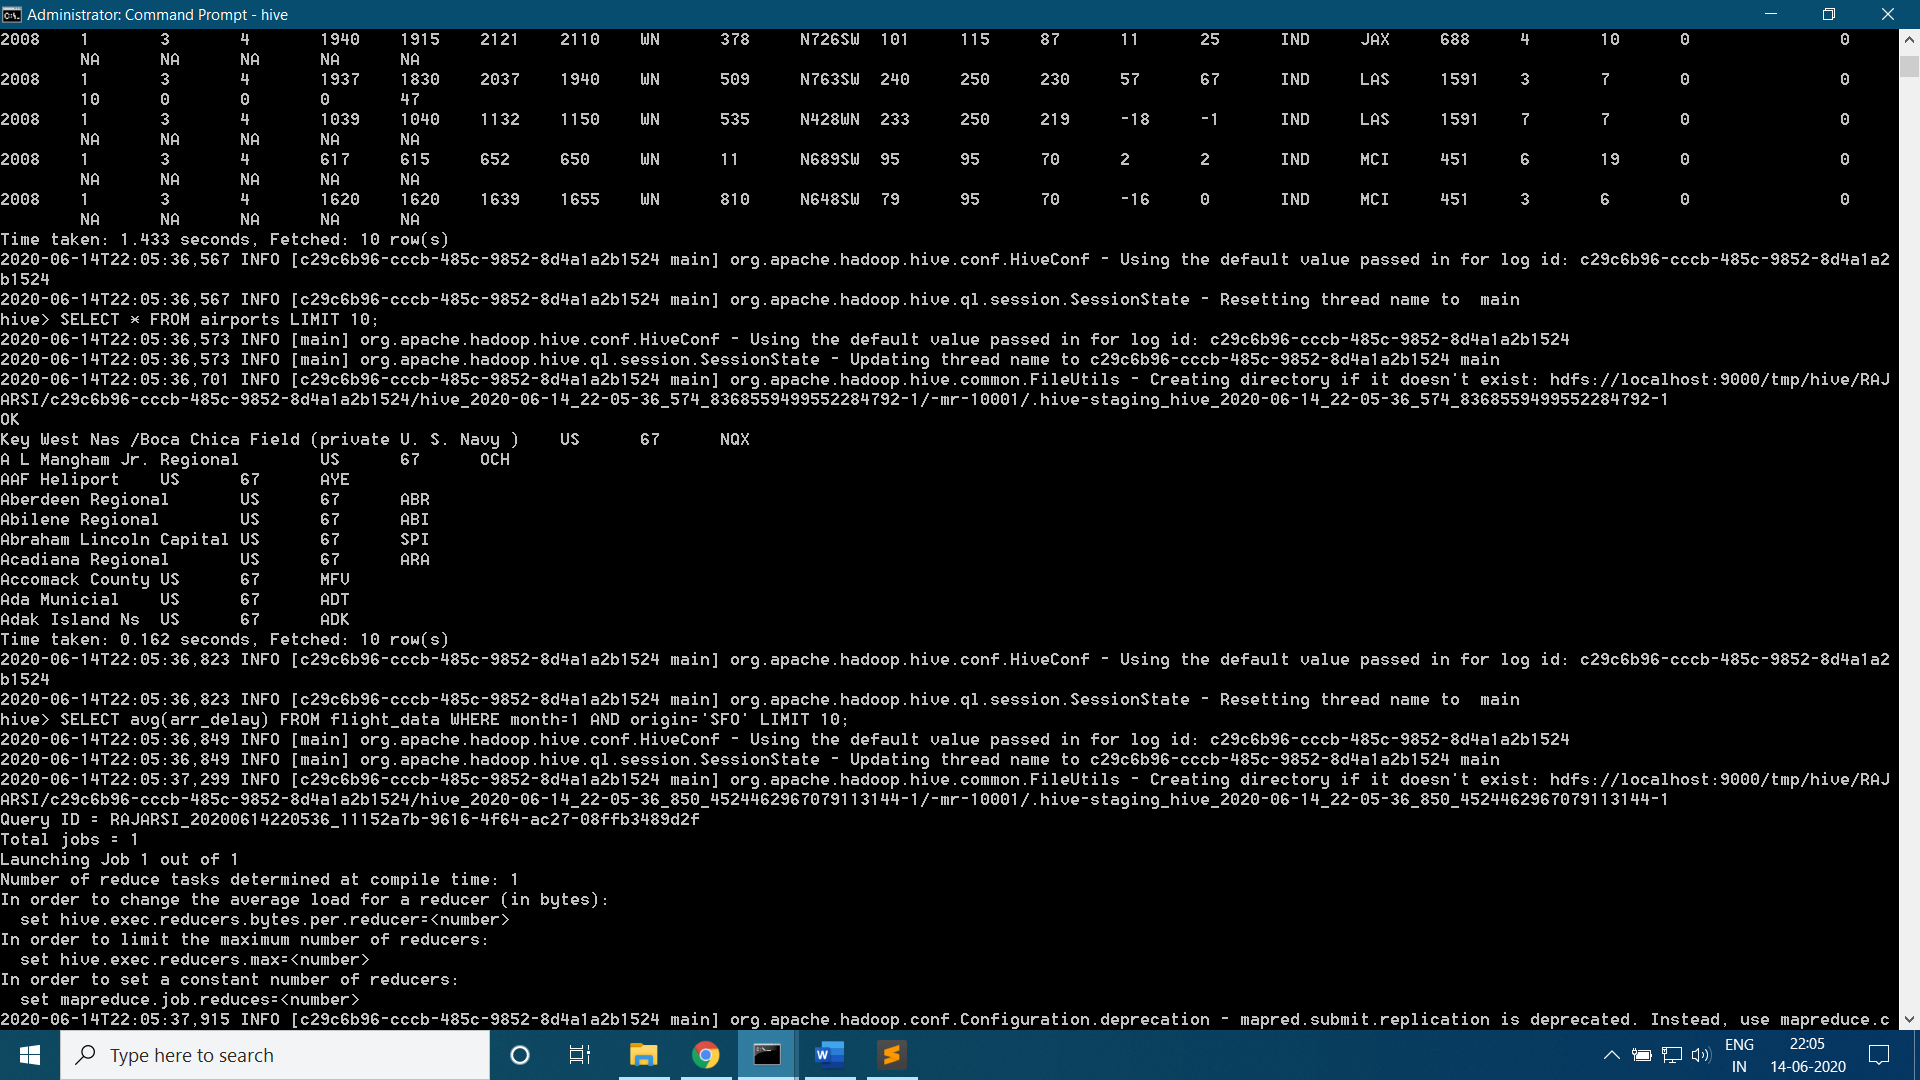 Administrator: Command Prompt - hive
2008 1 3 4 1940 1915 2121 2110 WN 378 N726SW 101 115 87 11 25 IND JAX 688 4 10 0 0
NA NA NA NA NA
2008 1 3 4 1937 1830 2037 1940 WN 509 N763SW 240 250 230 57 67 IND LAS 1591 3 7 0 0
10 0 0 0 47
2008 1 3 4 1039 1040 1132 1150 WN 535 N428WN 233 250 219 -18 -1 IND LAS 1591 7 7 0 0
NA NA NA NA NA
2008 1 3 4 617 615 652 650 WN 11 N689SW 95 95 70 2 2 IND MCI 451 6 19 0 0
NA NA NA NA NA
2008 1 3 4 1620 1620 1639 1655 WN 810 N648SW 79 95 70 -16 0 IND MCI 451 3 6 0 0
NA NA NA NA NA
Time taken: 1.433 seconds, Fetched: 10 row(s)
2020-06-14T22:05:36,567 INFO [c29c6b96-cccb-485c-9852-8d4a1a2b1524 main] org.apache.hadoop.hive.conf.HiveConf - Using the default value passed in for log id: c29c6b96-cccb-485c-9852-8d4a1a2
b1524
2020-06-14T22:05:36,567 INFO [c29c6b96-cccb-485c-9852-8d4a1a2b1524 main] org.apache.hadoop.hive.ql.session.SessionState - Resetting thread name to  main
hive> SELECT * FROM airports LIMIT 10;
2020-06-14T22:05:36,573 INFO [main] org.apache.hadoop.hive.conf.HiveConf - Using the default value passed in for log id: c29c6b96-cccb-485c-9852-8d4a1a2b1524
2020-06-14T22:05:36,573 INFO [main] org.apache.hadoop.hive.ql.session.SessionState - Updating thread name to c29c6b96-cccb-485c-9852-8d4a1a2b1524 main
2020-06-14T22:05:36,701 INFO [c29c6b96-cccb-485c-9852-8d4a1a2b1524 main] org.apache.hadoop.hive.common.FileUtils - Creating directory if it doesn't exist: hdfs://localhost:9000/tmp/hive/RAJ
ARSI/c29c6b96-cccb-485c-9852-8d4a1a2b1524/hive_2020-06-14_22-05-36_574_8368559499552284792-1/-mr-10001/.hive-staging_hive_2020-06-14_22-05-36_574_8368559499552284792-1
OK
Key West Nas /Boca Chica Field (private U. S. Navy ) US 67 NQX
A L Mangham Jr. Regional US 67 OCH
AAF Heliport US 67 AYE
Aberdeen Regional US 67 ABR
Abilene Regional US 67 ABI
Abraham Lincoln Capital US 67 SPI
Acadiana Regional US 67 ARA
Accomack County US 67 MFV
Ada Municial US 67 ADT
Adak Island Ns US 67 ADK
Time taken: 0.162 seconds, Fetched: 10 row(s)
2020-06-14T22:05:36,823 INFO [c29c6b96-cccb-485c-9852-8d4a1a2b1524 main] org.apache.hadoop.hive.conf.HiveConf - Using the default value passed in for log id: c29c6b96-cccb-485c-9852-8d4a1a2
b1524
2020-06-14T22:05:36,823 INFO [c29c6b96-cccb-485c-9852-8d4a1a2b1524 main] org.apache.hadoop.hive.ql.session.SessionState - Resetting thread name to  main
hive> SELECT avg(arr_delay) FROM flight_data WHERE month=1 AND origin='SFO' LIMIT 10;
2020-06-14T22:05:36,849 INFO [main] org.apache.hadoop.hive.conf.HiveConf - Using the default value passed in for log id: c29c6b96-cccb-485c-9852-8d4a1a2b1524
2020-06-14T22:05:36,849 INFO [main] org.apache.hadoop.hive.ql.session.SessionState - Updating thread name to c29c6b96-cccb-485c-9852-8d4a1a2b1524 main
2020-06-14T22:05:37,299 INFO [c29c6b96-cccb-485c-9852-8d4a1a2b1524 main] org.apache.hadoop.hive.common.FileUtils - Creating directory if it doesn't exist: hdfs://localhost:9000/tmp/hive/RAJ
ARSI/c29c6b96-cccb-485c-9852-8d4a1a2b1524/hive_2020-06-14_22-05-36_850_4524462967079113144-1/-mr-10001/.hive-staging_hive_2020-06-14_22-05-36_850_4524462967079113144-1
Query ID = RAJARSI_20200614220536_11152a7b-9616-4f64-ac27-08ffb3489d2f
Total jobs = 1
Launching Job 1 out of 1
Number of reduce tasks determined at compile time: 1
In order to change the average load for a reducer (in bytes):
  set hive.exec.reducers.bytes.per.reducer=<number>
In order to limit the maximum number of reducers:
  set hive.exec.reducers.max=<number>
In order to set a constant number of reducers:
  set mapreduce.job.reduces=<number>
2020-06-14T22:05:37,915 INFO [c29c6b96-cccb-485c-9852-8d4a1a2b1524 main] org.apache.hadoop.conf.Configuration.deprecation - mapred.submit.replication is deprecated. Instead, use mapreduce.c
Type here to search
ENG
IN
22:05
14-06-2020